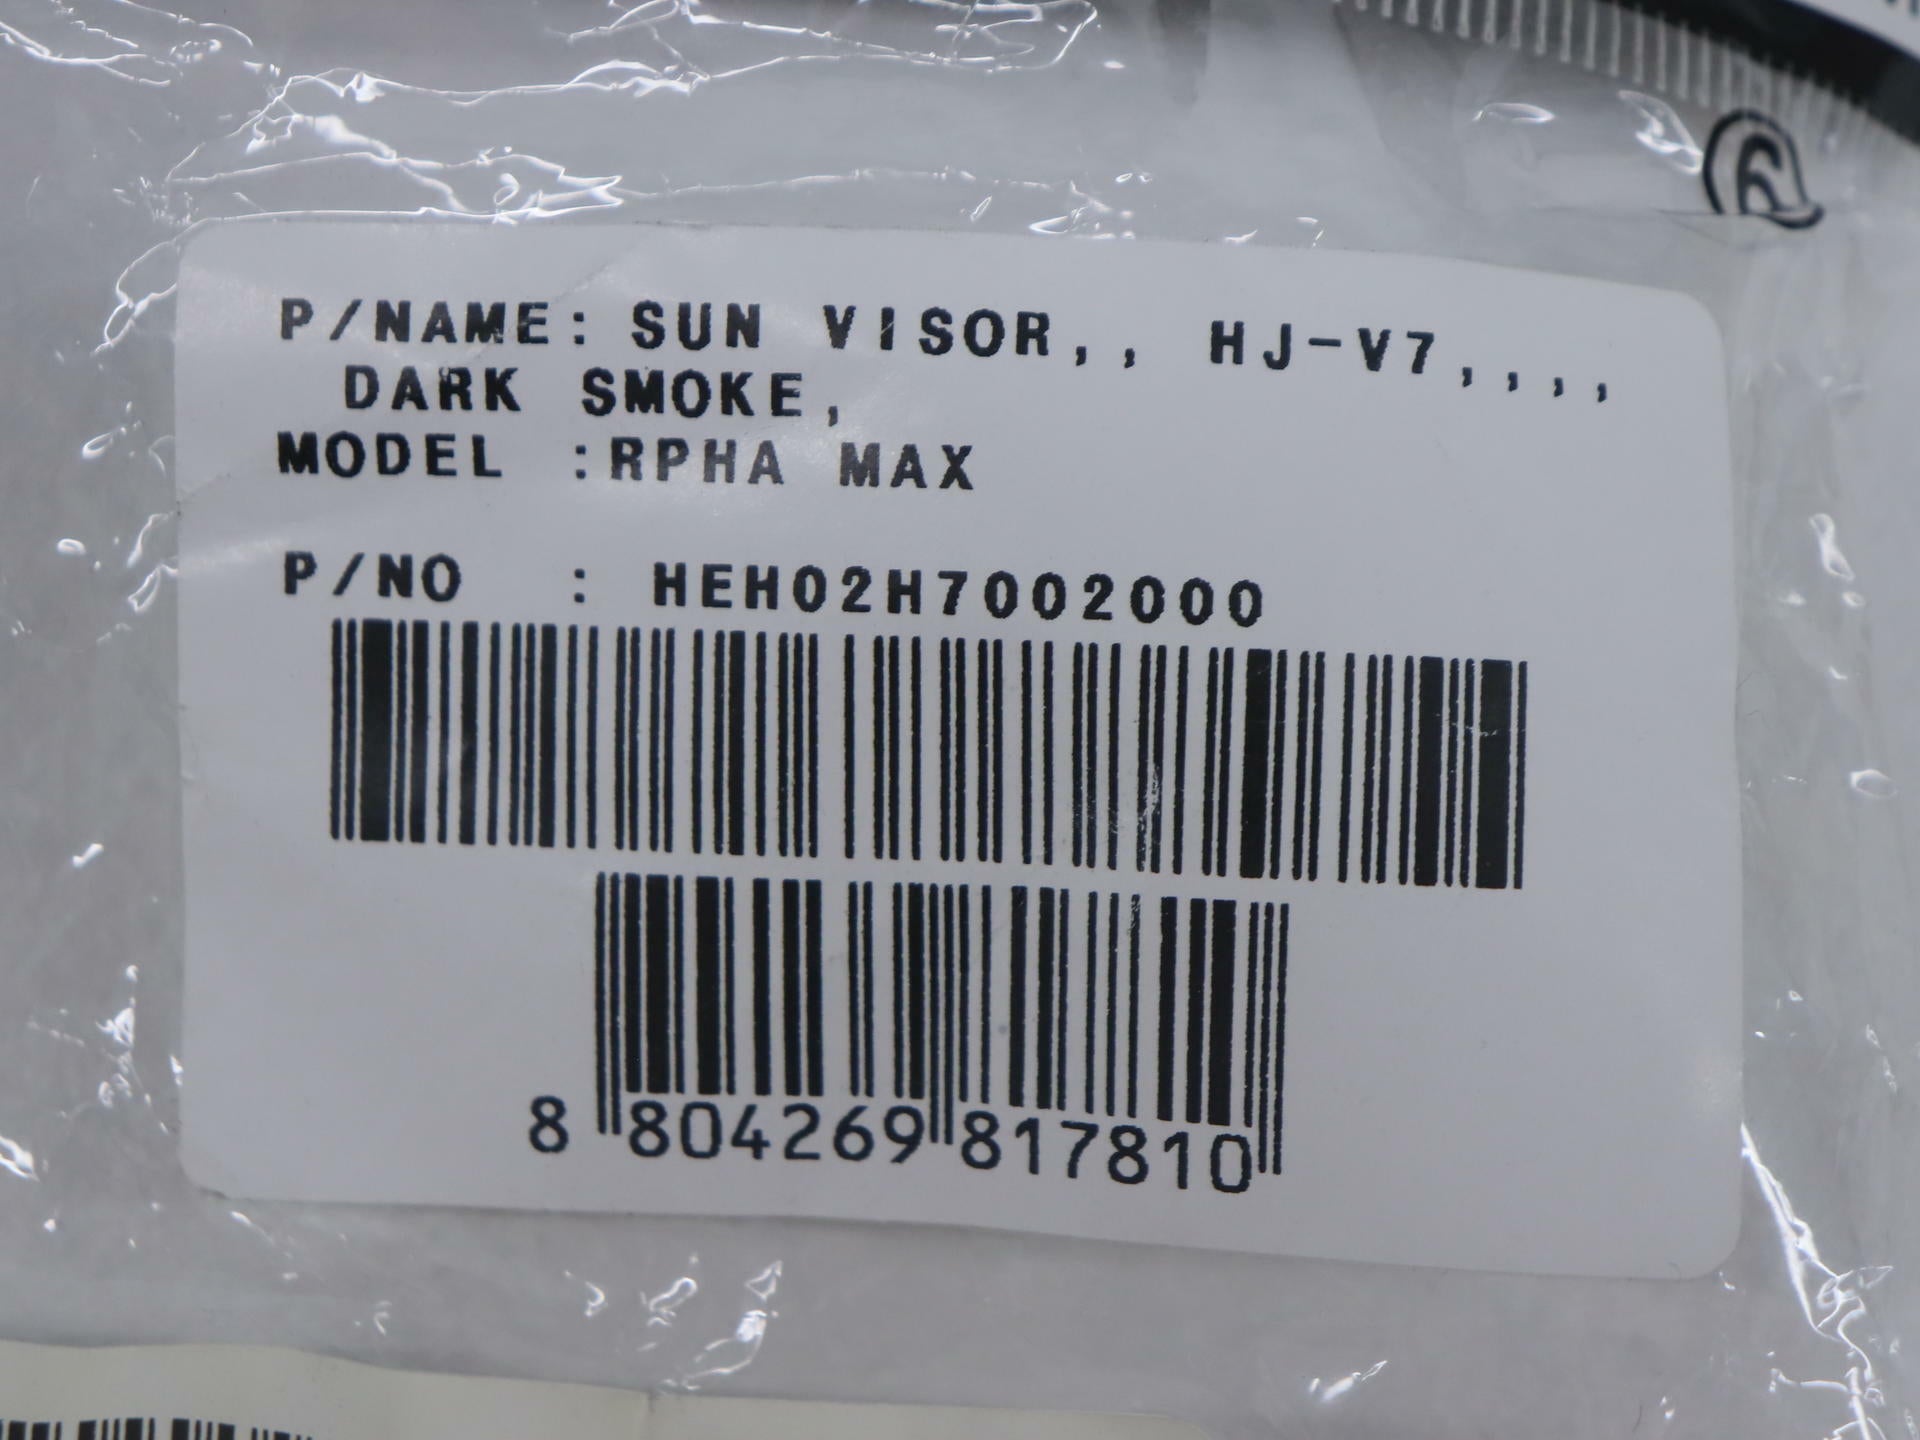 P/NAME: SUN VISOR,, HJ-V7,,,,
DARK SMOKE,
MODEL :RPHA MAX
P/NO : HEH02H7002000
8 804269 817810